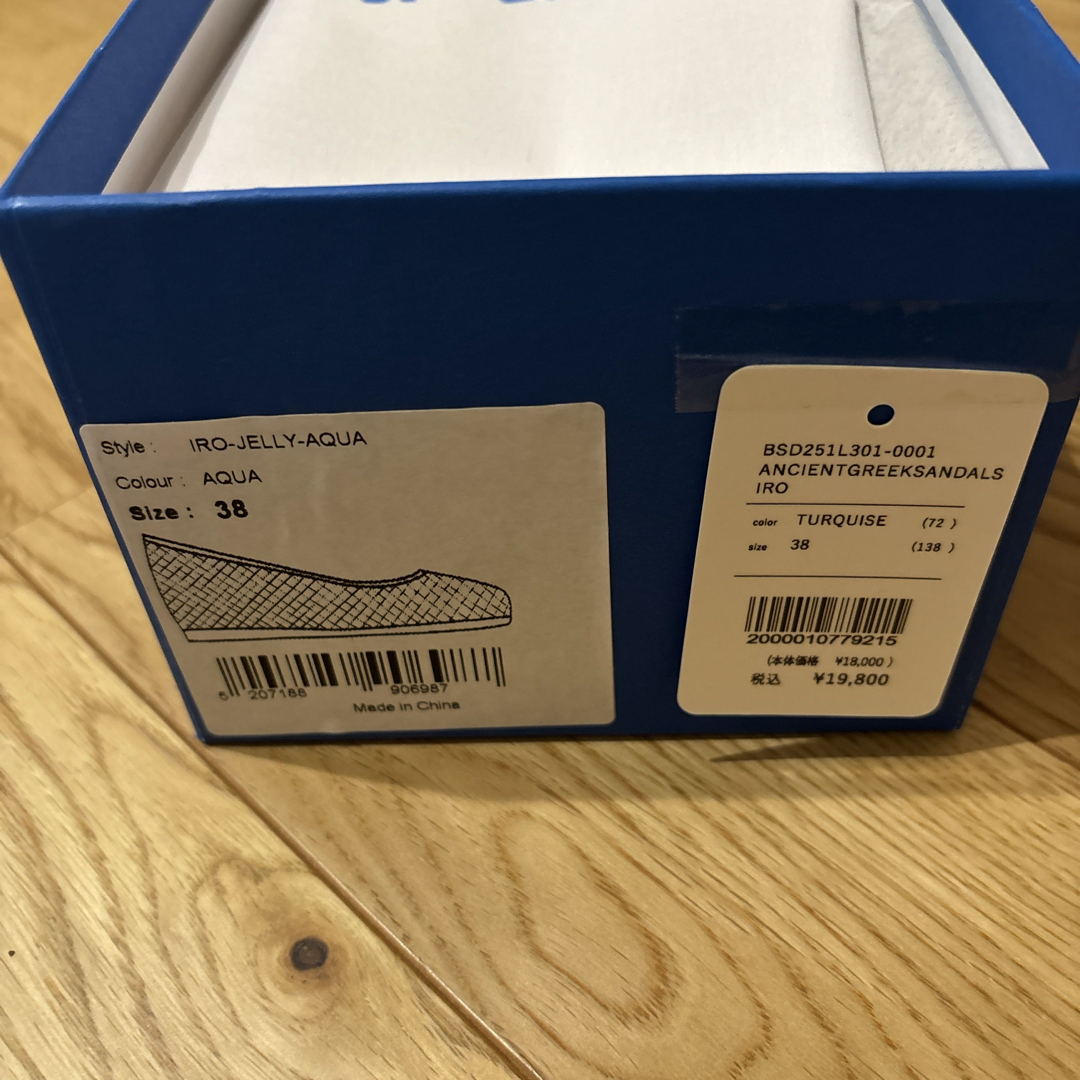 Style : IRO-JELLY-AQUA
Colour : AQUA
Size : 38
5 207188 906987
Made in China
BSD251L301-0001
ANCIENTGREEKSANDALS
IRO
color TURQUISE (72 )
size 38 (138 )
2000010779215
(本体価格 ¥18,000 )
税込 ¥19,800